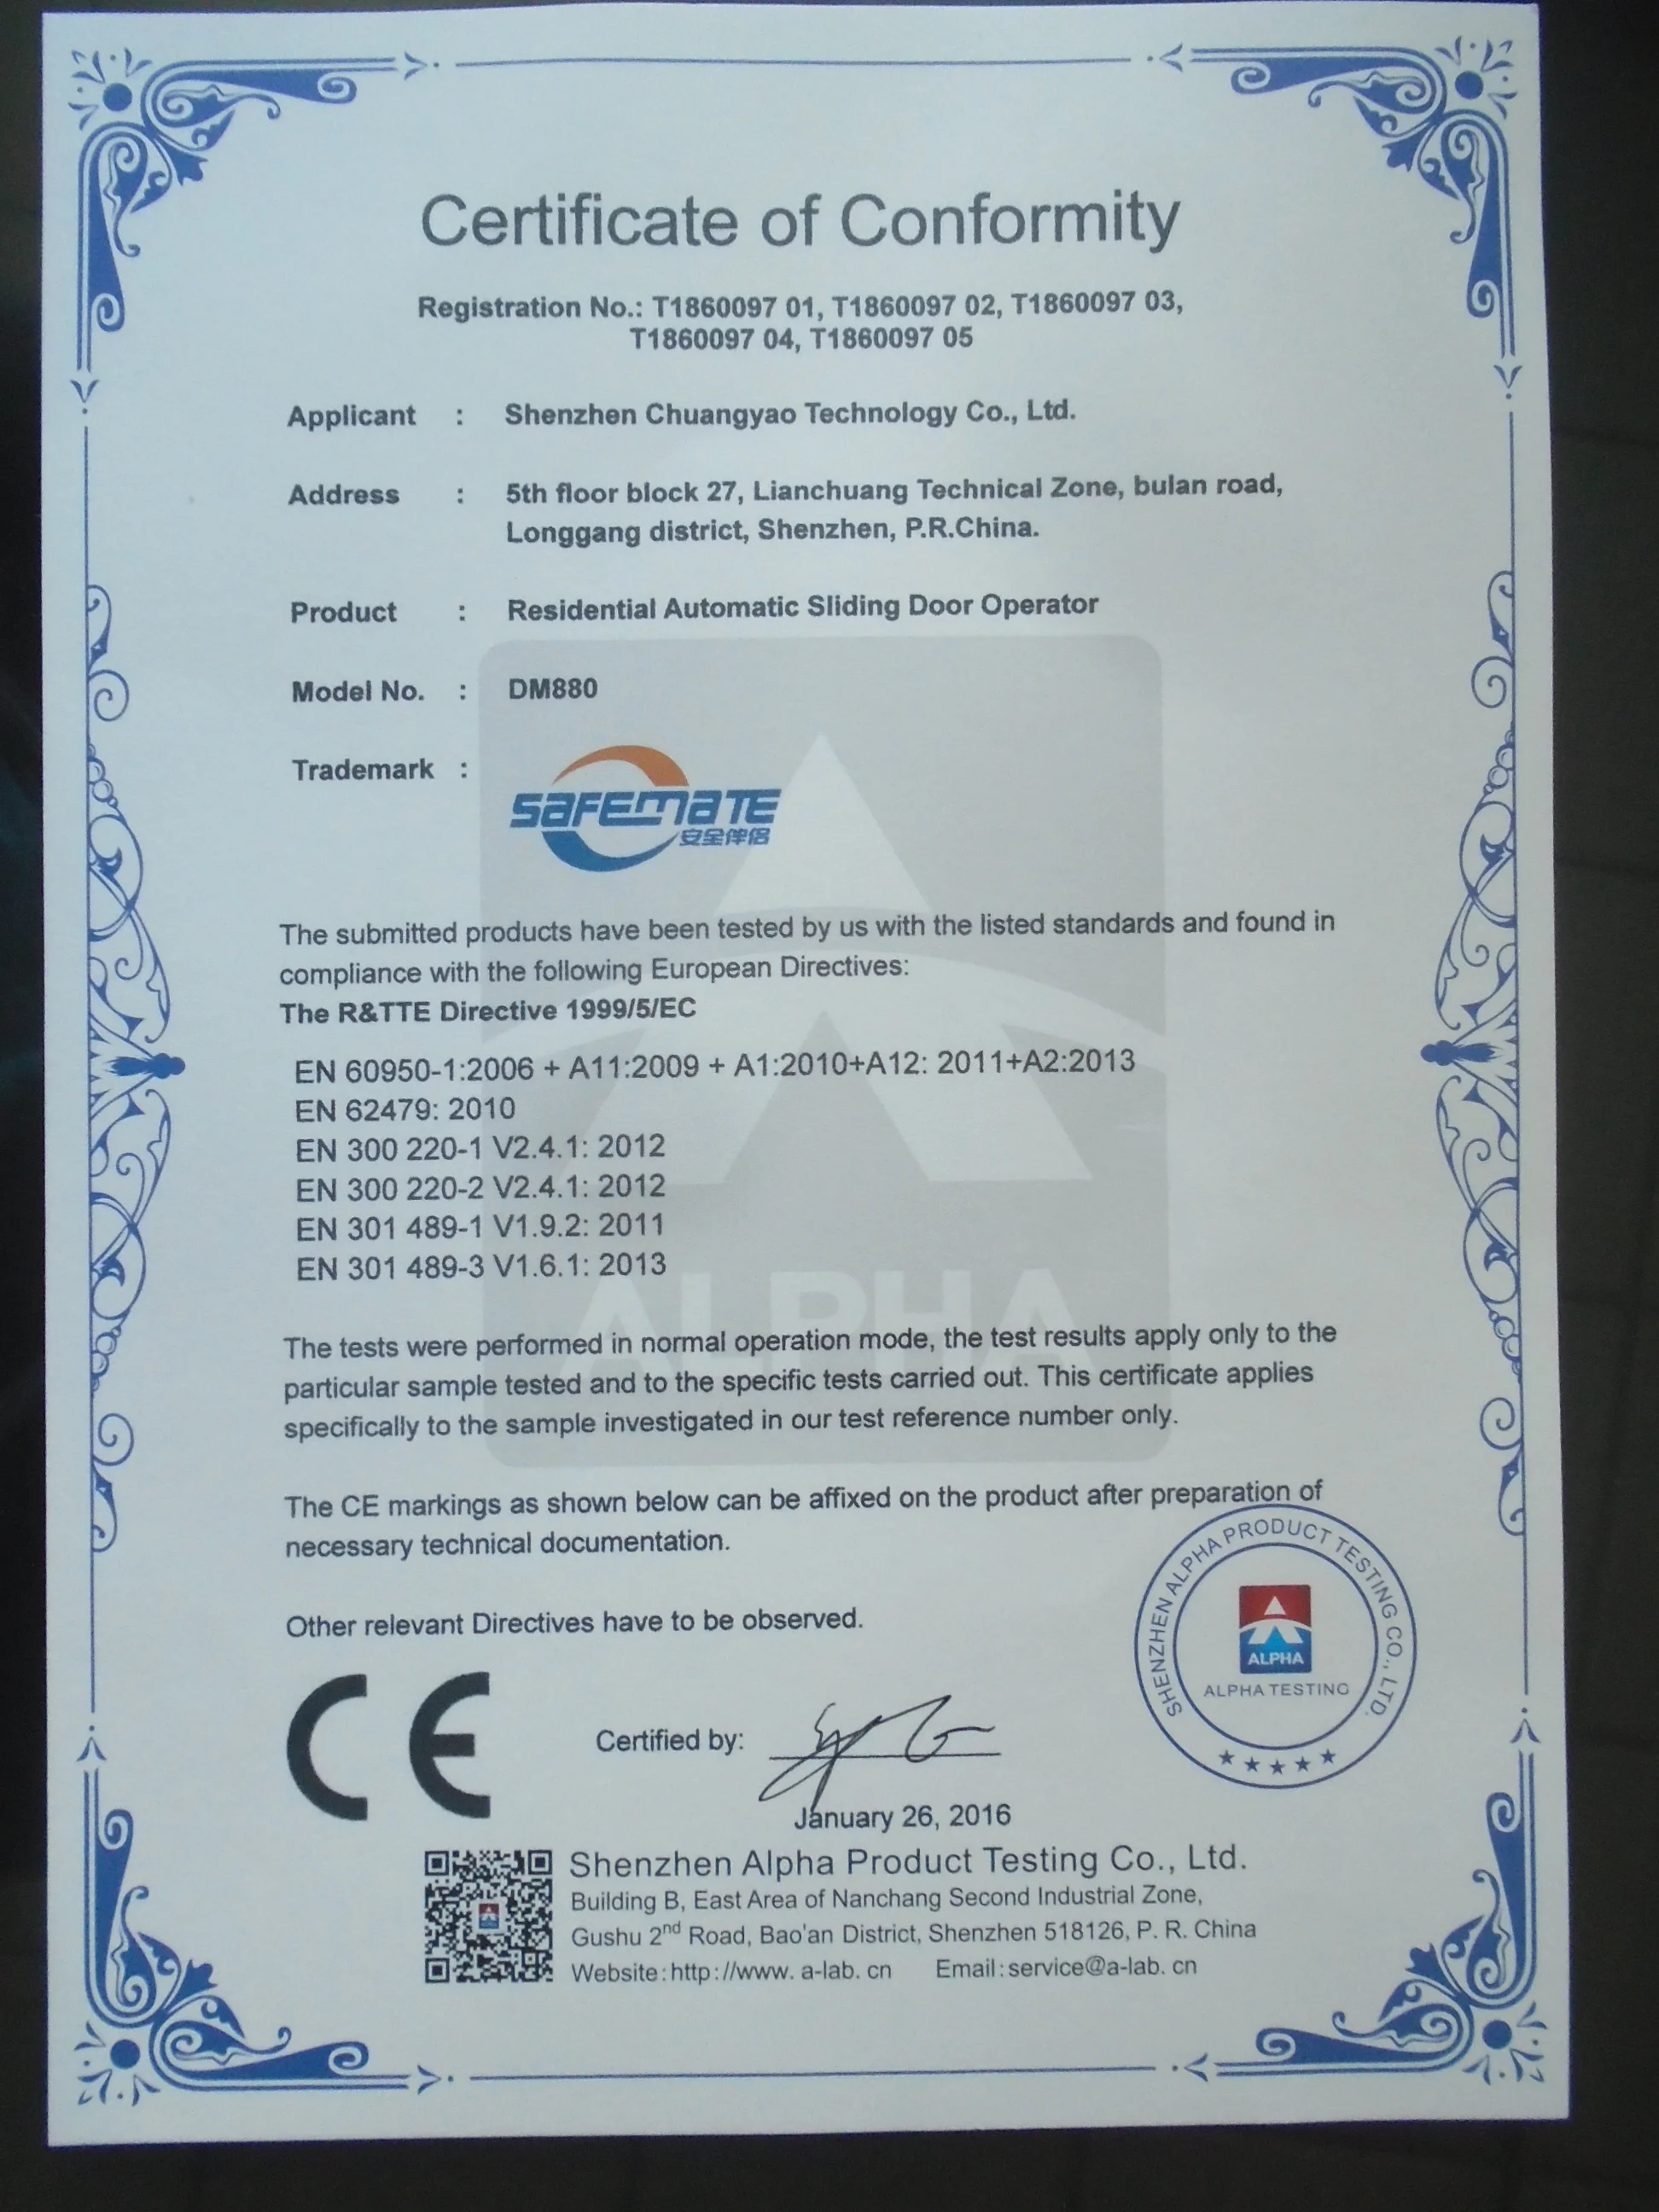 Certificate of Conformity
Registration No.: T1860097 01, T1860097 02, T1860097 03,
T1860097 04, T1860097 05
Applicant : Shenzhen Chuangyao Technology Co., Ltd.
Address : 5th floor block 27, Lianchuang Technical Zone, bulan road,
Longgang district, Shenzhen, P.R.China.
Product : Residential Automatic Sliding Door Operator
Model No. : DM880
Trademark :
SAFEMATE
安全伴侣
The submitted products have been tested by us with the listed standards and found in
compliance with the following European Directives:
The R&TTE Directive 1999/5/EC
EN 60950-1:2006 + A11:2009 + A1:2010+A12: 2011+A2:2013
EN 62479: 2010
EN 300 220-1 V2.4.1: 2012
EN 300 220-2 V2.4.1: 2012
EN 301 489-1 V1.9.2: 2011
EN 301 489-3 V1.6.1: 2013
ALPHA
The tests were performed in normal operation mode, the test results apply only to the
particular sample tested and to the specific tests carried out. This certificate applies
specifically to the sample investigated in our test reference number only.
The CE markings as shown below can be affixed on the product after preparation of
necessary technical documentation.
Other relevant Directives have to be observed.
SHENZHEN ALPHA PRODUCT TESTING CO., LTD.
ALPHA
ALPHA TESTING
CE
Certified by:
January 26, 2016
Shenzhen Alpha Product Testing Co., Ltd.
Building B, East Area of Nanchang Second Industrial Zone,
Gushu 2nd Road, Bao'an District, Shenzhen 518126, P. R. China
Website:http://www. a-lab. cn Email:service@a-lab. cn